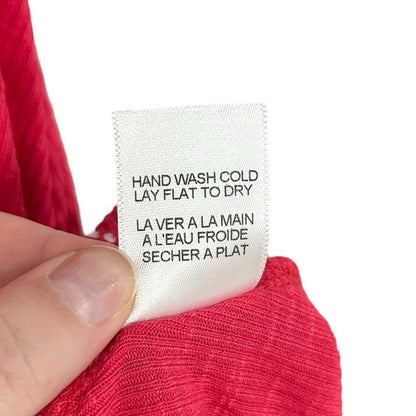 HAND WASH COLD
LAY FLAT TO DRY
LA VER A LA MAIN
A L'EAU FROIDE
SECHER A PLAT